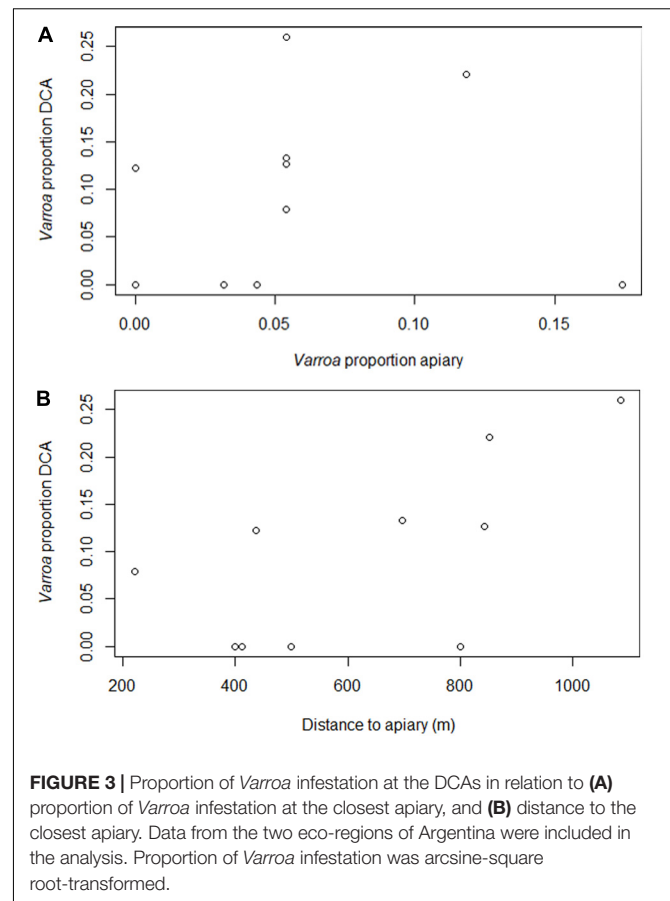 A
Varroa proportion DCA
0.25
0.20
0.15
0.10
0.05
0.00
0.00 0.05 0.10 0.15
Varroa proportion apiary
B
Varroa proportion DCA
0.25
0.20
0.15
0.10
0.05
0.00
200 400 600 800 1000
Distance to apiary (m)
FIGURE 3 | Proportion of Varroa infestation at the DCAs in relation to (A)
proportion of Varroa infestation at the closest apiary, and (B) distance to the
closest apiary. Data from the two eco-regions of Argentina were included in
the analysis. Proportion of Varroa infestation was arcsine-square
root-transformed.